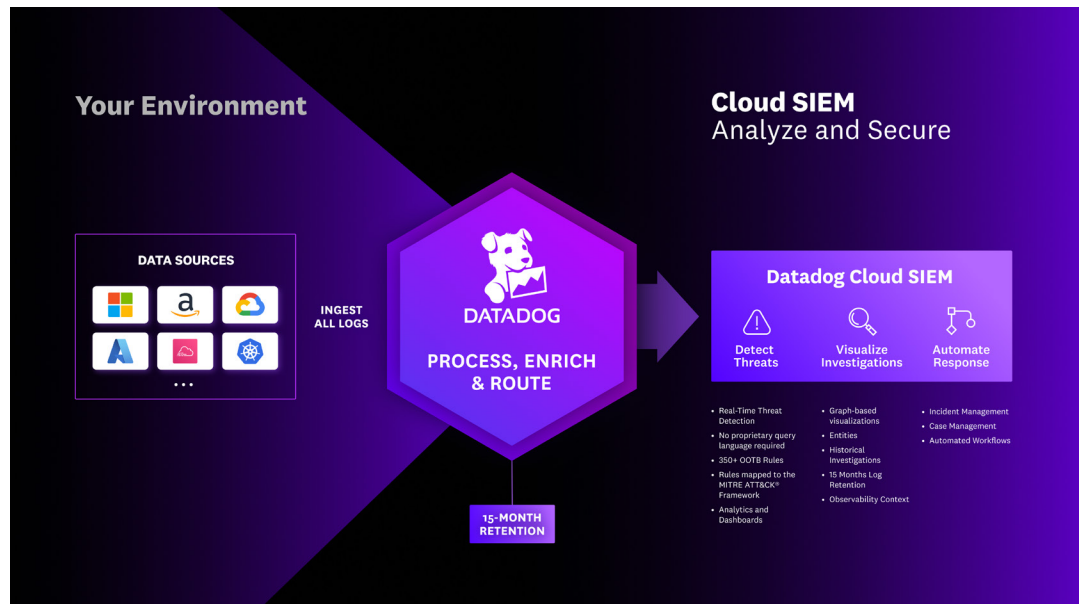 Your Environment
DATA SOURCES
a
...
INGEST
ALL LOGS
DATADOG
PROCESS, ENRICH
& ROUTE
15-MONTH
RETENTION
Cloud SIEM
Analyze and Secure
Datadog Cloud SIEM
Detect
Threats
• Real-Time Threat
Detection
• No proprietary query
language required
• 350+ OOTB Rules
• Rules mapped to the
MITRE ATT&CK®
Framework
• Analytics and
Dashboards
Visualize
Investigations
• Graph-based
visualizations
• Entities
• Historical
Investigations
• 15 Months Log
Retention
• Observability Context
Automate
Response
• Incident Management
• Case Management
• Automated Workflows